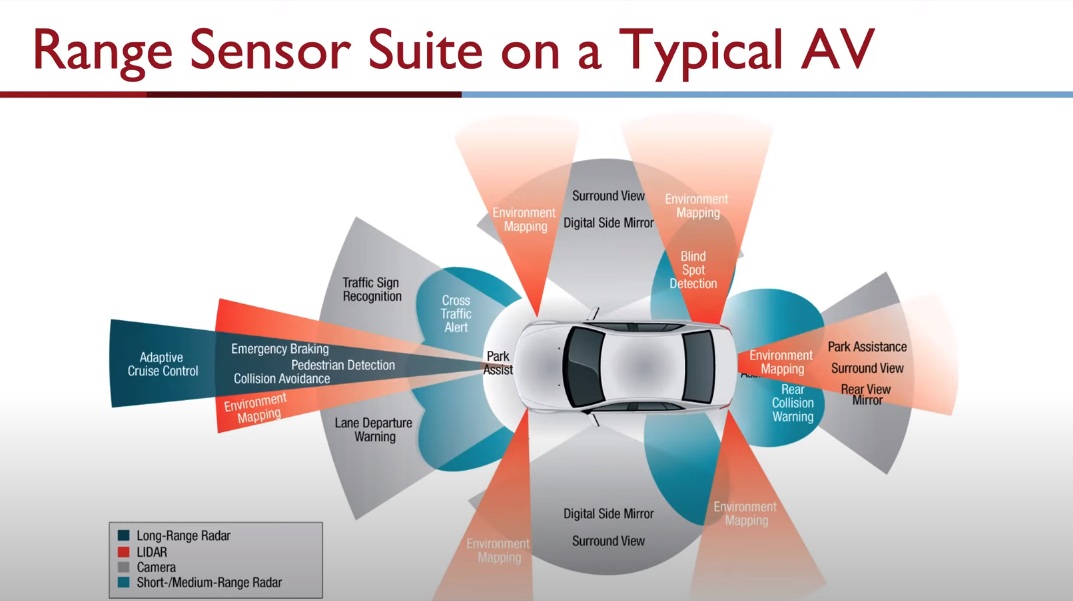 Range Sensor Suite on a Typical AV
Surround View
Digital Side Mirror
Environment
Mapping
Environment
Mapping
Blind
Spot
Detection
Traffic Sign
Recognition
Cross
Traffic
Alert
Adaptive
Cruise Control
Emergency Braking
Pedestrian Detection
Collision Avoidance
Environment
Mapping
Lane Departure
Warning
Park
Assist
Environment
Mapping
Rear
Collision
Warning
Park Assistance
Surround View
Rear View
Mirror
Environment
Mapping
Digital Side Mirror
Surround View
Environment
Mapping
Long-Range Radar
LIDAR
Camera
Short-/Medium-Range Radar